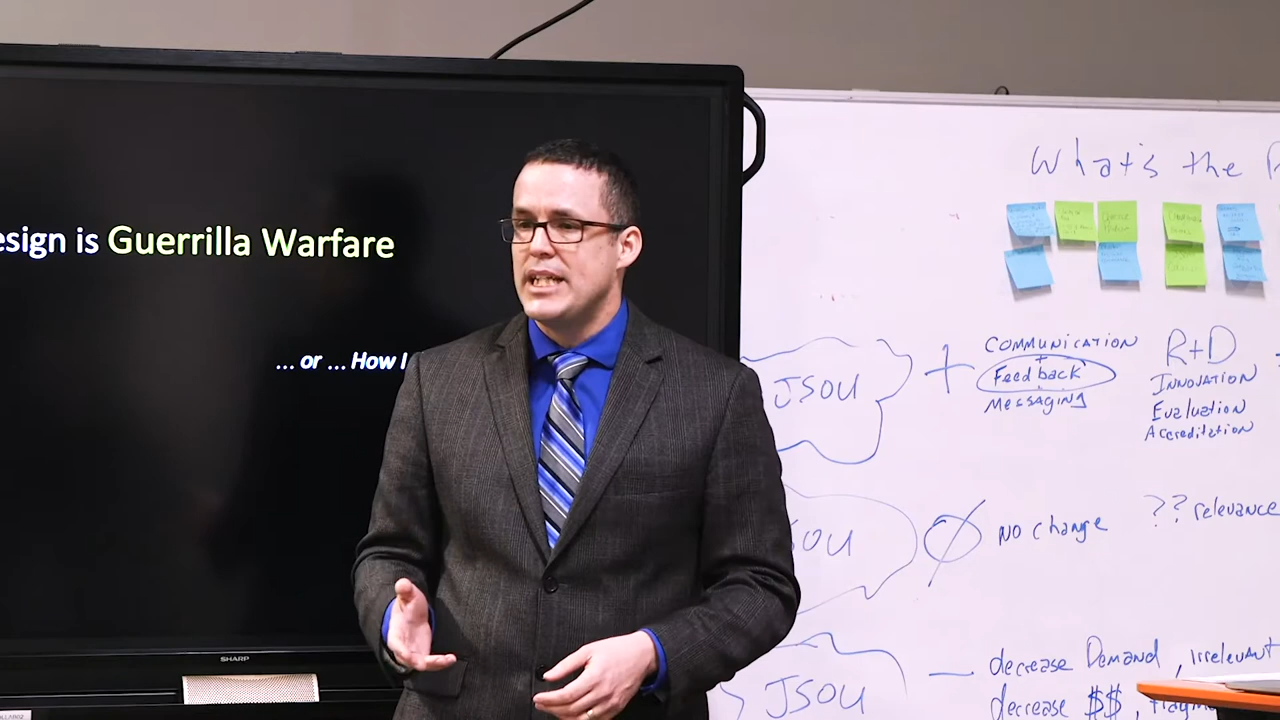 esign is Guerrilla Warfare
... or ... How I
SHARP
What's the
JSOU
+
COMMUNICATION
+
Feedback
MESSAGING
R+D
INNOVATION
Evaluation
Accreditation
SOU
NO change
?? relevance
JSOU
— decrease Demand, irrelevant
decrease $$,